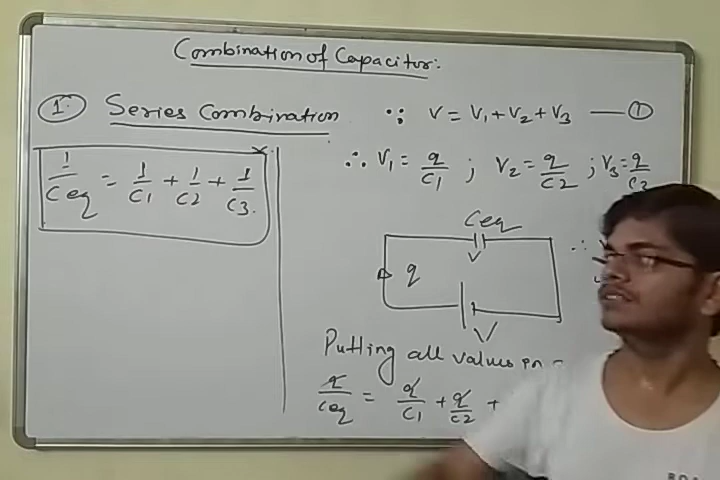 Combination of Capacitor:
1. Series Combination
1/Ceq = 1/C1 + 1/C2 + 1/C3.
∵ V = V1 + V2 + V3 —— 1
∴ V1 = q/C1 ; V2 = q/C2 ; V3 = q/C3
Ceq
V
q
V
∴
Putting all values in
q/Ceq = q/C1 + q/C2 +